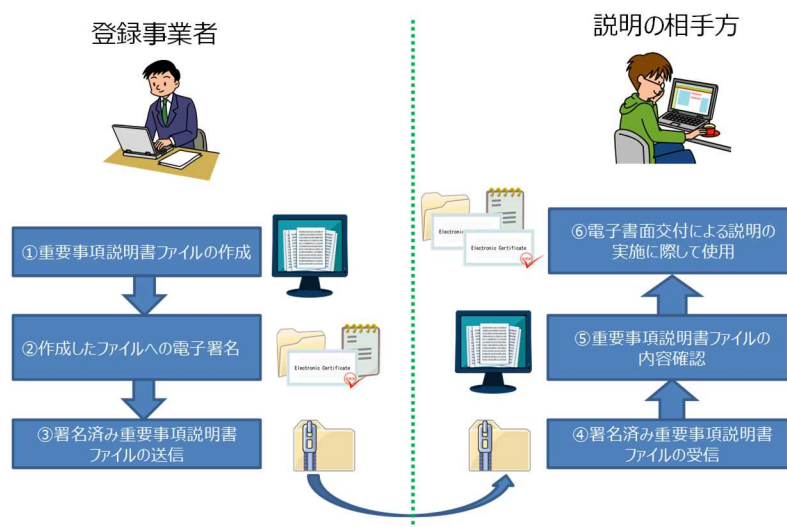 登録事業者
説明の相手方
①重要事項説明書ファイルの作成
②作成したファイルへの電子署名
Electronic Certificate
③署名済み重要事項説明書
ファイルの送信
④署名済み重要事項説明書
ファイルの受信
⑤重要事項説明書ファイルの
内容確認
⑥電子書面交付による説明の
実施に際して使用
Electronic
Electronic Certificate